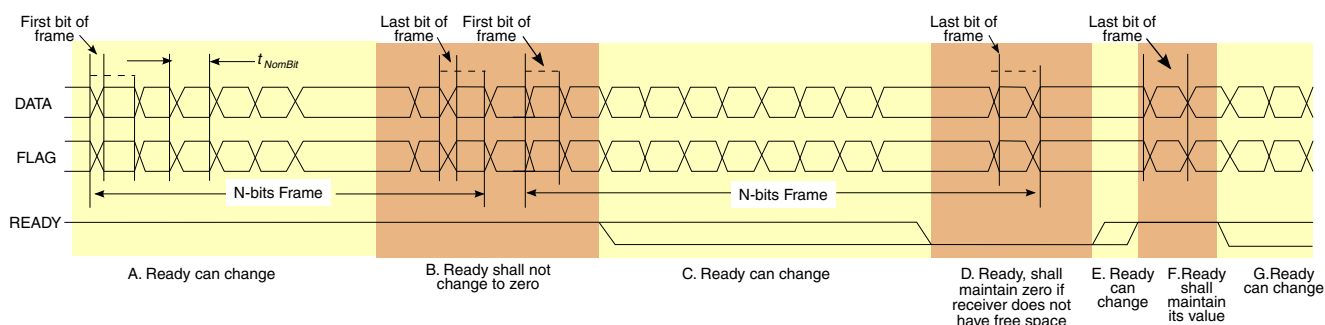 First bit of
frame
t NomBit
Last bit of
frame
First bit of
frame
Last bit of
frame
Last bit of
frame
DATA
FLAG
N-bits Frame
N-bits Frame
READY
A. Ready can change
B. Ready shall not
change to zero
C. Ready can change
D. Ready, shall
maintain zero if
receiver does not
have free space
E. Ready
can
change
F.Ready
shall
maintain
its value
G.Ready
can change